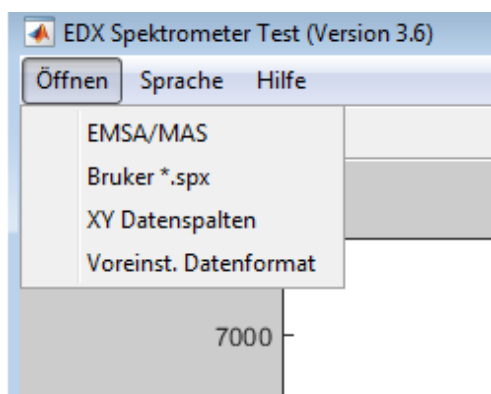 EDX Spektrometer Test (Version 3.6)
Öffnen Sprache Hilfe
EMSA/MAS
Bruker *.spx
XY Datenspalten
Voreinst. Datenformat
7000